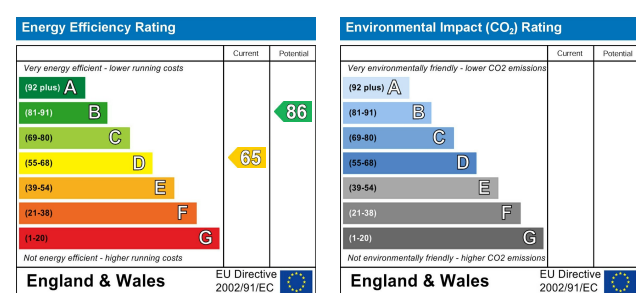 Energy Efficiency Rating
Current Potential
Very energy efficient - lower running costs
(92 plus) A
(81-91) B
86
(69-80) C
(55-68) D
65
(39-54) E
(21-38) F
(1-20) G
Not energy efficient - higher running costs
England & Wales
EU Directive
2002/91/EC
Environmental Impact (CO₂) Rating
Current Potential
Very environmentally friendly - lower CO2 emissions
(92 plus) A
(81-91) B
(69-80) C
(55-68) D
(39-54) E
(21-38) F
(1-20) G
Not environmentally friendly - higher CO2 emissions
England & Wales
EU Directive
2002/91/EC